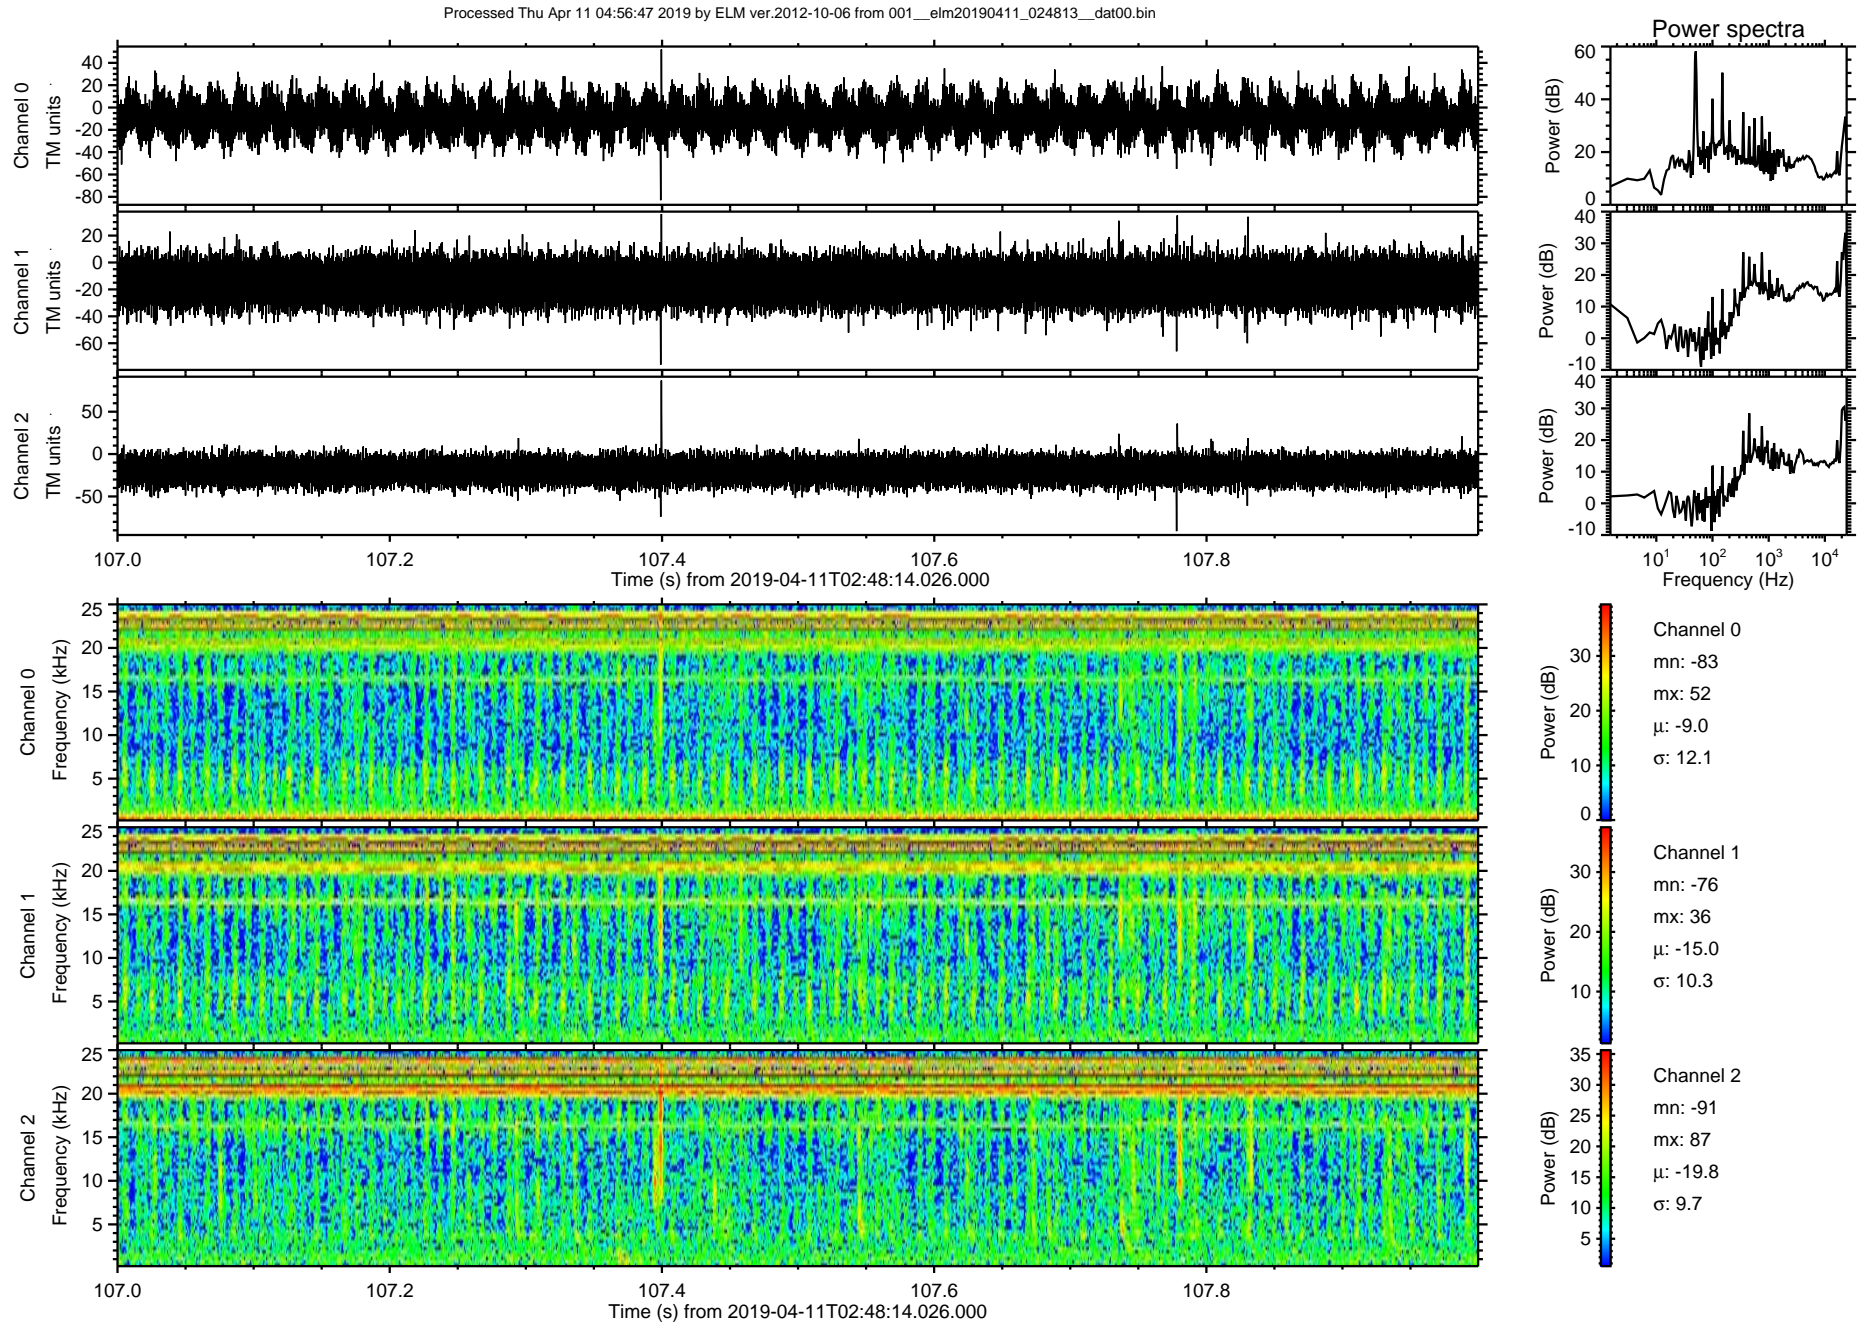 Processed Thu Apr 11 04:56:47 2019 by ELM ver.2012-10-06 from 001__elm20190411_024813__dat00.bin
Power spectra
Channel 0
TM units
40
20
0
-20
-40
-60
-80
Power (dB)
60
40
20
0
Channel 1
TM units
20
0
-20
-40
-60
Power (dB)
40
30
20
10
0
-10
Channel 2
TM units
50
0
-50
Power (dB)
40
30
20
10
0
-10
107.0 107.2 107.4 107.6 107.8
Time (s) from 2019-04-11T02:48:14.026.000
10^1 10^2 10^3 10^4
Frequency (Hz)
Channel 0
Frequency (kHz)
25
20
15
10
5
Power (dB)
30
20
10
0
Channel 0
mn: -83
mx: 52
μ: -9.0
σ: 12.1
Channel 1
Frequency (kHz)
25
20
15
10
5
Power (dB)
30
20
10
Channel 1
mn: -76
mx: 36
μ: -15.0
σ: 10.3
Channel 2
Frequency (kHz)
25
20
15
10
5
Power (dB)
35
30
25
20
15
10
5
Channel 2
mn: -91
mx: 87
μ: -19.8
σ: 9.7
107.0 107.2 107.4 107.6 107.8
Time (s) from 2019-04-11T02:48:14.026.000